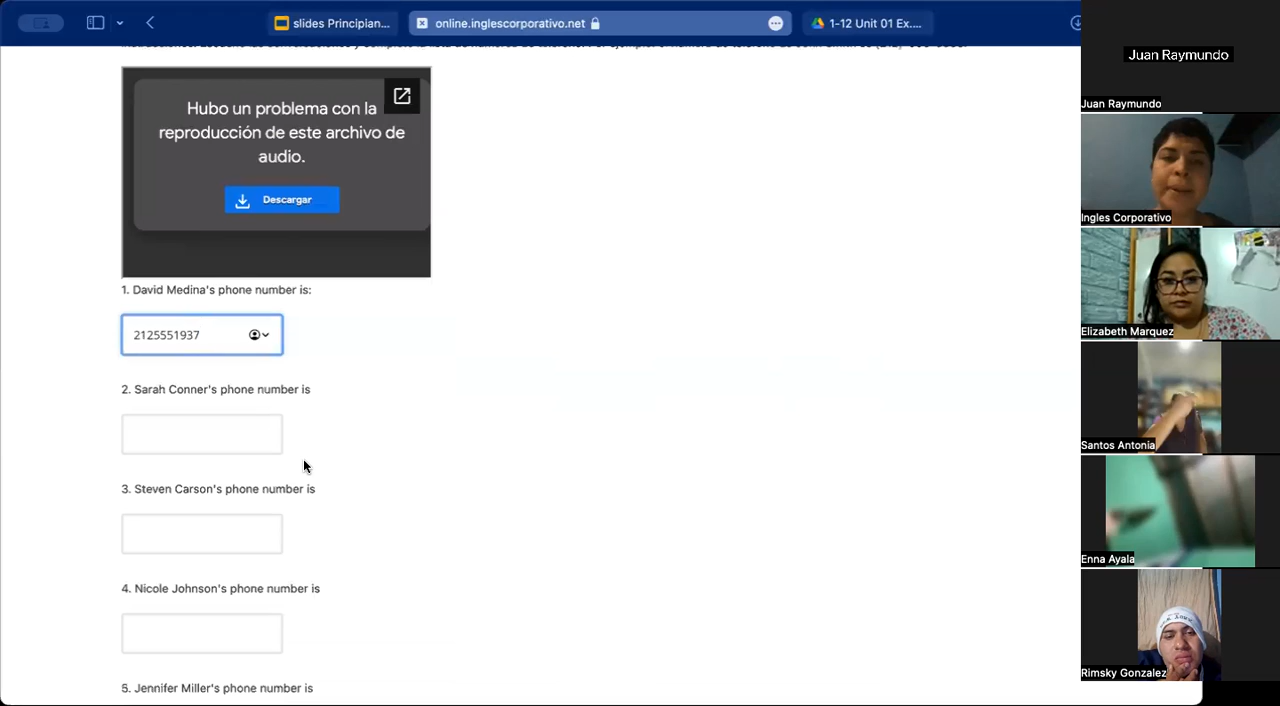 slides Principian...
online.inglescorporativo.net
1-12 Unit 01 Ex....
Hubo un problema con la
reproducción de este archivo de
audio.
Descargar
1. David Medina's phone number is:
2125551937
2. Sarah Conner's phone number is
3. Steven Carson's phone number is
4. Nicole Johnson's phone number is
5. Jennifer Miller's phone number is
Juan Raymundo
Juan Raymundo
Ingles Corporativo
Elizabeth Marquez
Santos Antonia
Enna Ayala
Rimsky Gonzalez